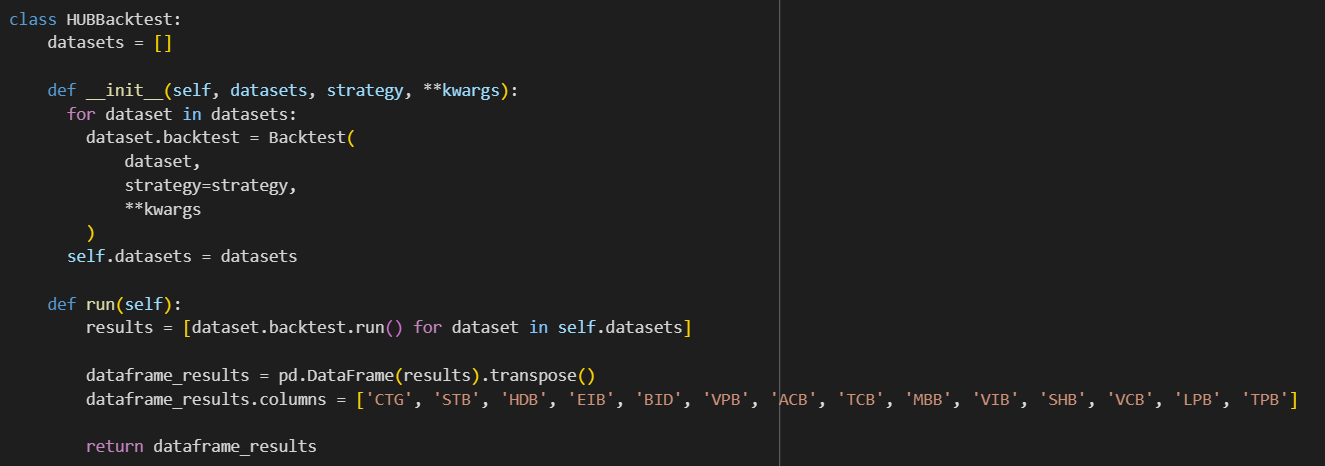 class HUBBacktest:
    datasets = []
    def __init__(self, datasets, strategy, **kwargs):
      for dataset in datasets:
        dataset.backtest = Backtest(
            dataset,
            strategy=strategy,
            **kwargs
        )
      self.datasets = datasets
    def run(self):
        results = [dataset.backtest.run() for dataset in self.datasets]
        dataframe_results = pd.DataFrame(results).transpose()
        dataframe_results.columns = ['CTG', 'STB', 'HDB', 'EIB', 'BID', 'VPB', 'ACB', 'TCB', 'MBB', 'VIB', 'SHB', 'VCB', 'LPB', 'TPB']
        return dataframe_results